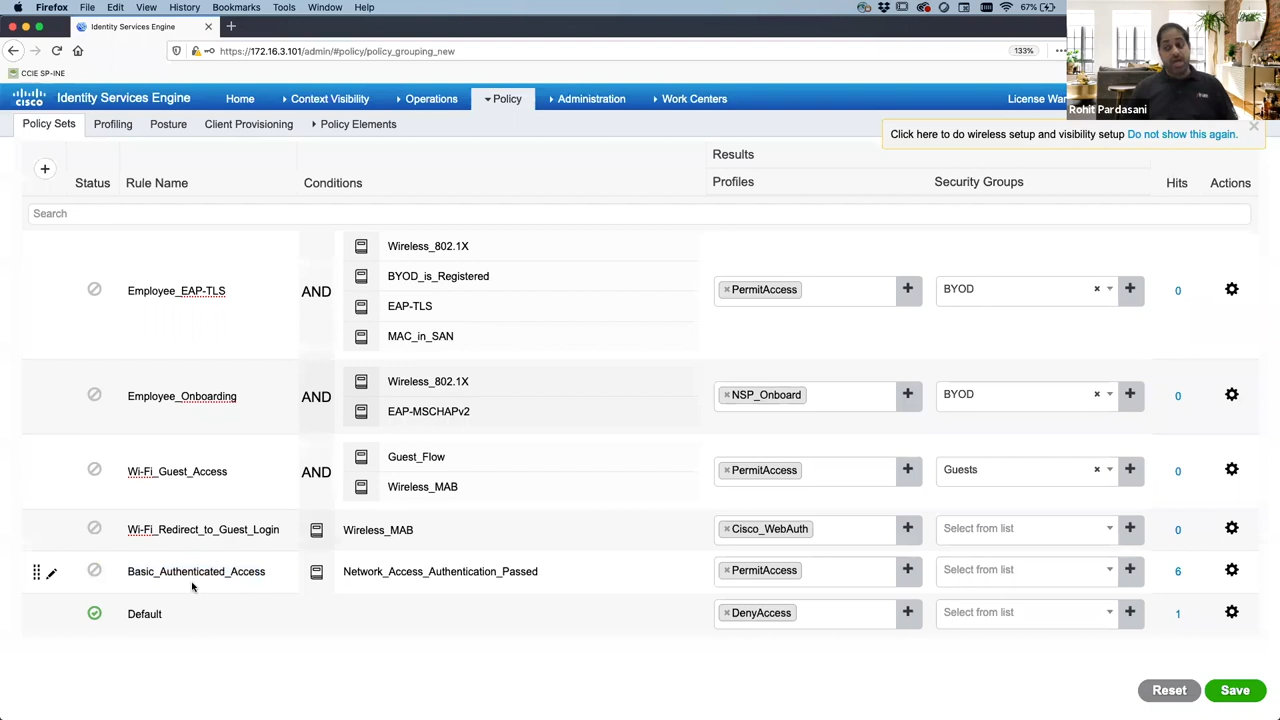 Firefox File Edit View History Bookmarks Tools Window Help 67%
Identity Services Engine
https://172.16.3.101/admin/#policy/policy_grouping_new 133%
CCIE SP-INE
cisco Identity Services Engine Home Context Visibility Operations Policy Administration Work Centers License War
Rohit Pardasani
Policy Sets Profiling Posture Client Provisioning Policy Elements
Click here to do wireless setup and visibility setup Do not show this again.
Results
Status Rule Name Conditions Profiles Security Groups Hits Actions
Search
Employee_EAP-TLS AND Wireless_802.1X
BYOD_is_Registered
EAP-TLS
MAC_in_SAN
PermitAccess BYOD 0
Employee_Onboarding AND Wireless_802.1X
EAP-MSCHAPv2
NSP_Onboard BYOD 0
Wi-Fi_Guest_Access AND Guest_Flow
Wireless_MAB
PermitAccess Guests 0
Wi-Fi_Redirect_to_Guest_Login Wireless_MAB Cisco_WebAuth Select from list 0
Basic_Authenticated_Access Network_Access_Authentication_Passed PermitAccess Select from list 6
Default DenyAccess Select from list 1
Reset Save